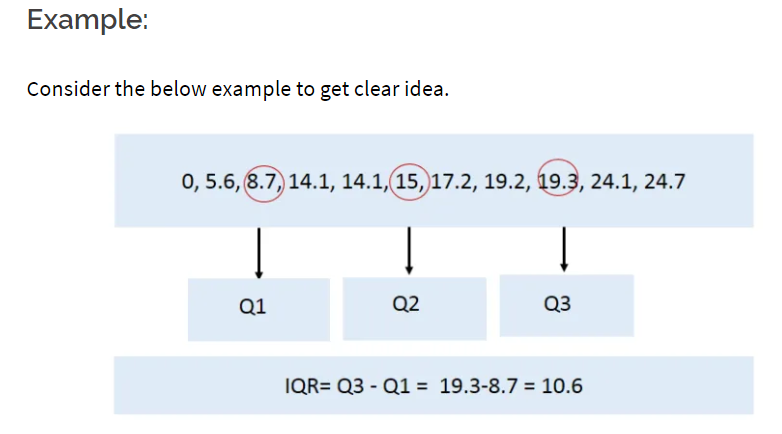 Example:
Consider the below example to get clear idea.
0, 5.6, 8.7, 14.1, 14.1, 15, 17.2, 19.2, 19.3, 24.1, 24.7
Q1 Q2 Q3
IQR= Q3 - Q1 = 19.3-8.7 = 10.6